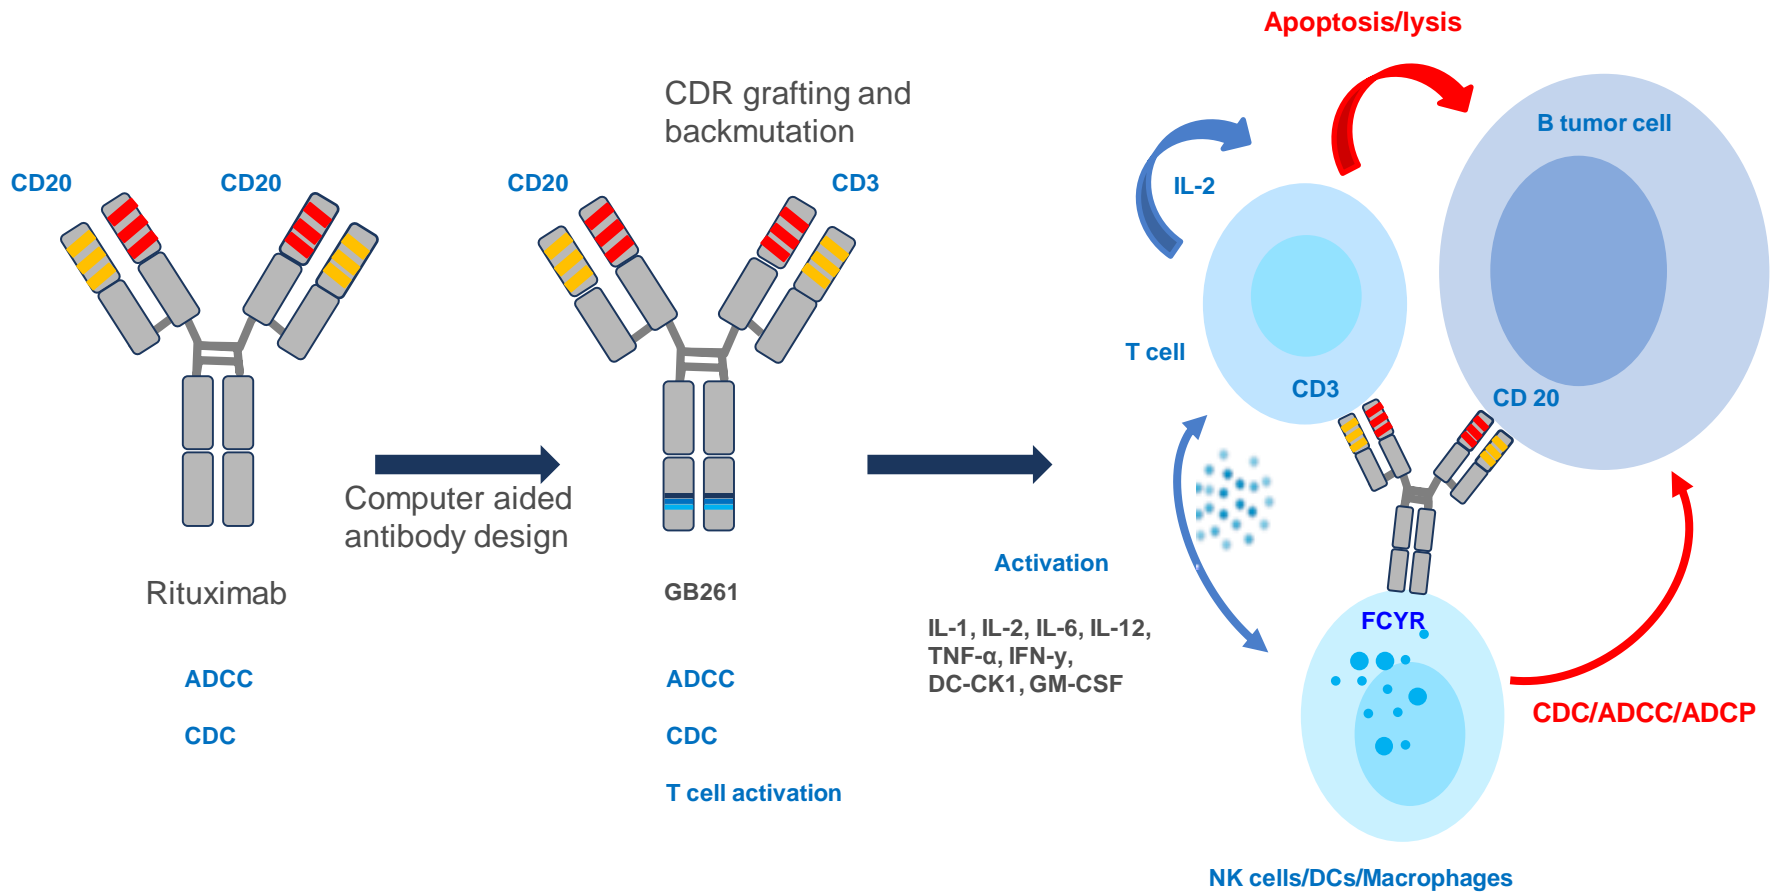 Apoptosis/lysis
CDR grafting and
backmutation
B tumor cell
CD20
CD20
CD20
CD3
IL-2
T cell
CD3
CD 20
Computer aided
antibody design
Rituximab
GB261
Activation
IL-1, IL-2, IL-6, IL-12,
TNF-α, IFN-y,
DC-CK1, GM-CSF
FCYR
ADCC
CDC
ADCC
CDC
T cell activation
CDC/ADCC/ADCP
NK cells/DCs/Macrophages